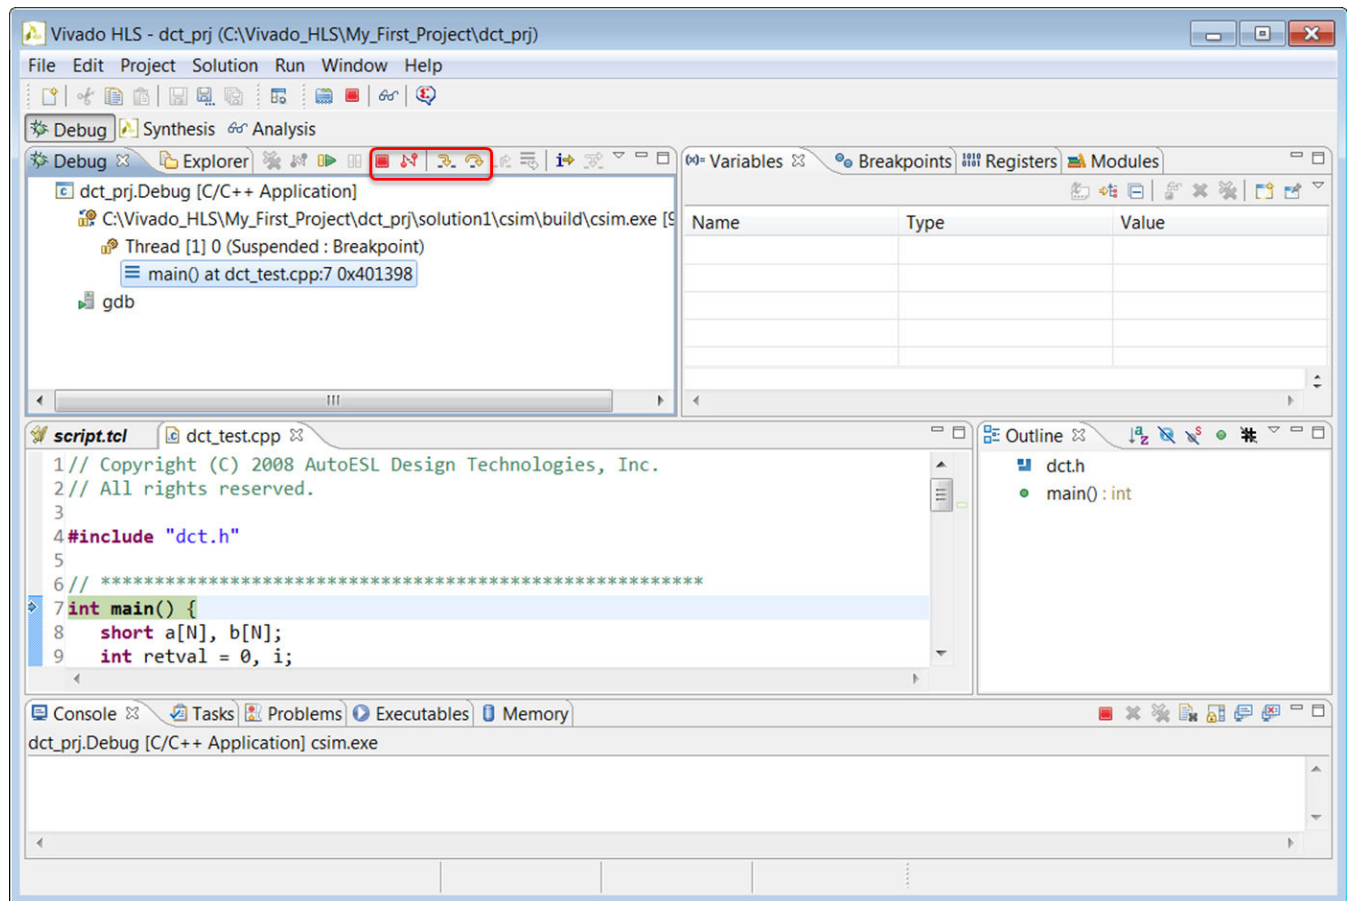 Vivado HLS - dct_prj (C:\Vivado_HLS\My_First_Project\dct_prj)
File Edit Project Solution Run Window Help
Debug Synthesis Analysis
Debug Explorer
dct_prj.Debug [C/C++ Application]
C:\Vivado_HLS\My_First_Project\dct_prj\solution1\csim\build\csim.exe [9
Thread [1] 0 (Suspended : Breakpoint)
main() at dct_test.cpp:7 0x401398
gdb
(x)= Variables Breakpoints Registers Modules
Name Type Value
script.tcl dct_test.cpp
1 // Copyright (C) 2008 AutoESL Design Technologies, Inc.
2 // All rights reserved.
3
4 #include "dct.h"
5
6 // ********************************************************
7 int main() {
8 short a[N], b[N];
9 int retval = 0, i;
Outline
dct.h
main() : int
Console Tasks Problems Executables Memory
dct_prj.Debug [C/C++ Application] csim.exe